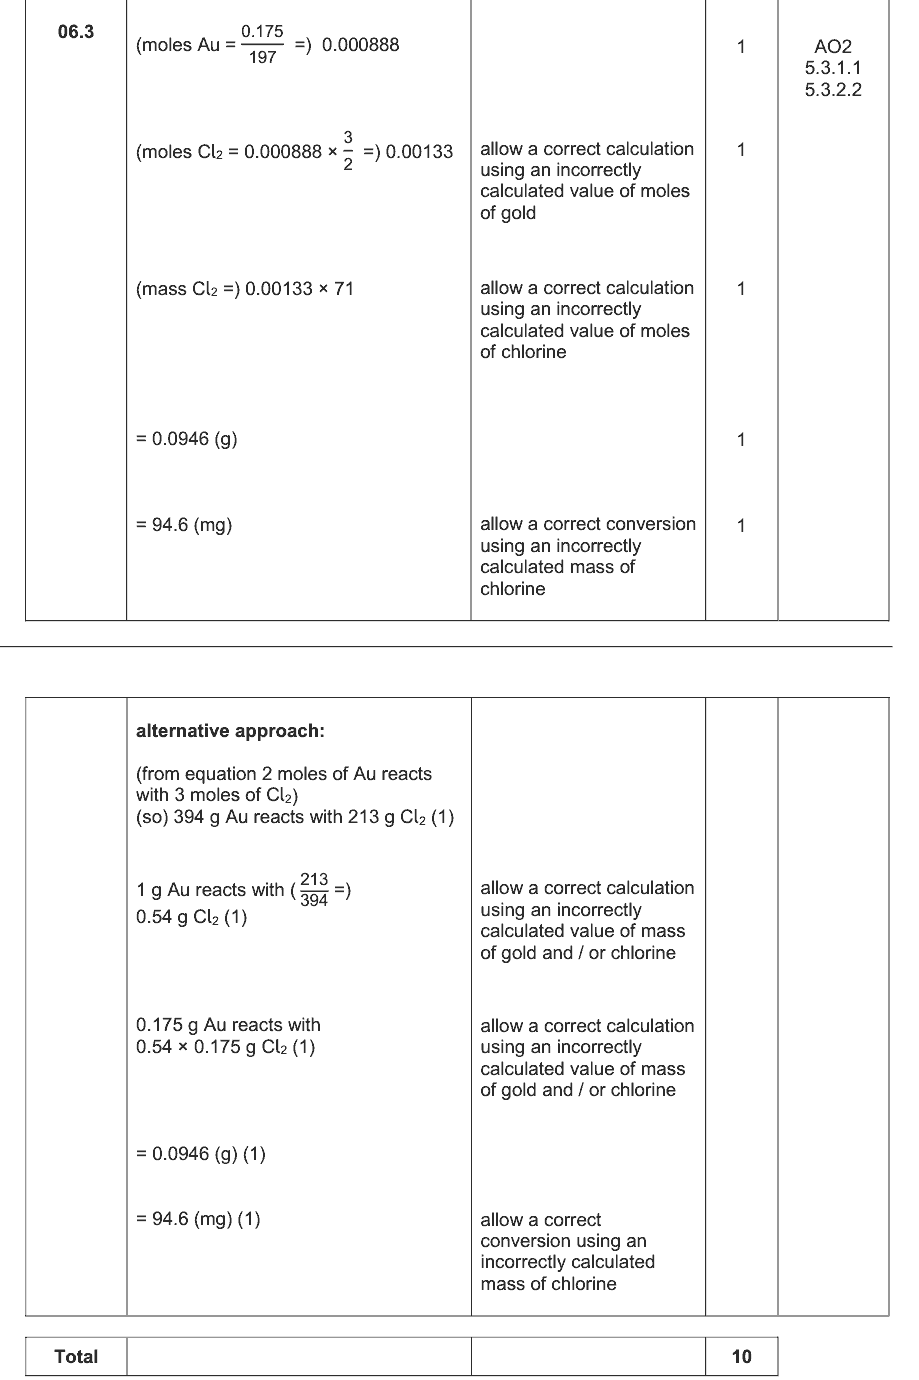 06.3
(moles Au = 0.175/197 =) 0.000888
1
AO2
5.3.1.1
5.3.2.2
(moles Cl₂ = 0.000888 × 3/2 =) 0.00133
allow a correct calculation
using an incorrectly
calculated value of moles
of gold
1
(mass Cl₂ =) 0.00133 × 71
allow a correct calculation
using an incorrectly
calculated value of moles
of chlorine
1
= 0.0946 (g)
1
= 94.6 (mg)
allow a correct conversion
using an incorrectly
calculated mass of
chlorine
1
alternative approach:
(from equation 2 moles of Au reacts
with 3 moles of Cl₂)
(so) 394 g Au reacts with 213 g Cl₂ (1)
1 g Au reacts with (213/394 =)
0.54 g Cl₂ (1)
allow a correct calculation
using an incorrectly
calculated value of mass
of gold and / or chlorine
0.175 g Au reacts with
0.54 × 0.175 g Cl₂ (1)
allow a correct calculation
using an incorrectly
calculated value of mass
of gold and / or chlorine
= 0.0946 (g) (1)
= 94.6 (mg) (1)
allow a correct
conversion using an
incorrectly calculated
mass of chlorine
Total
10